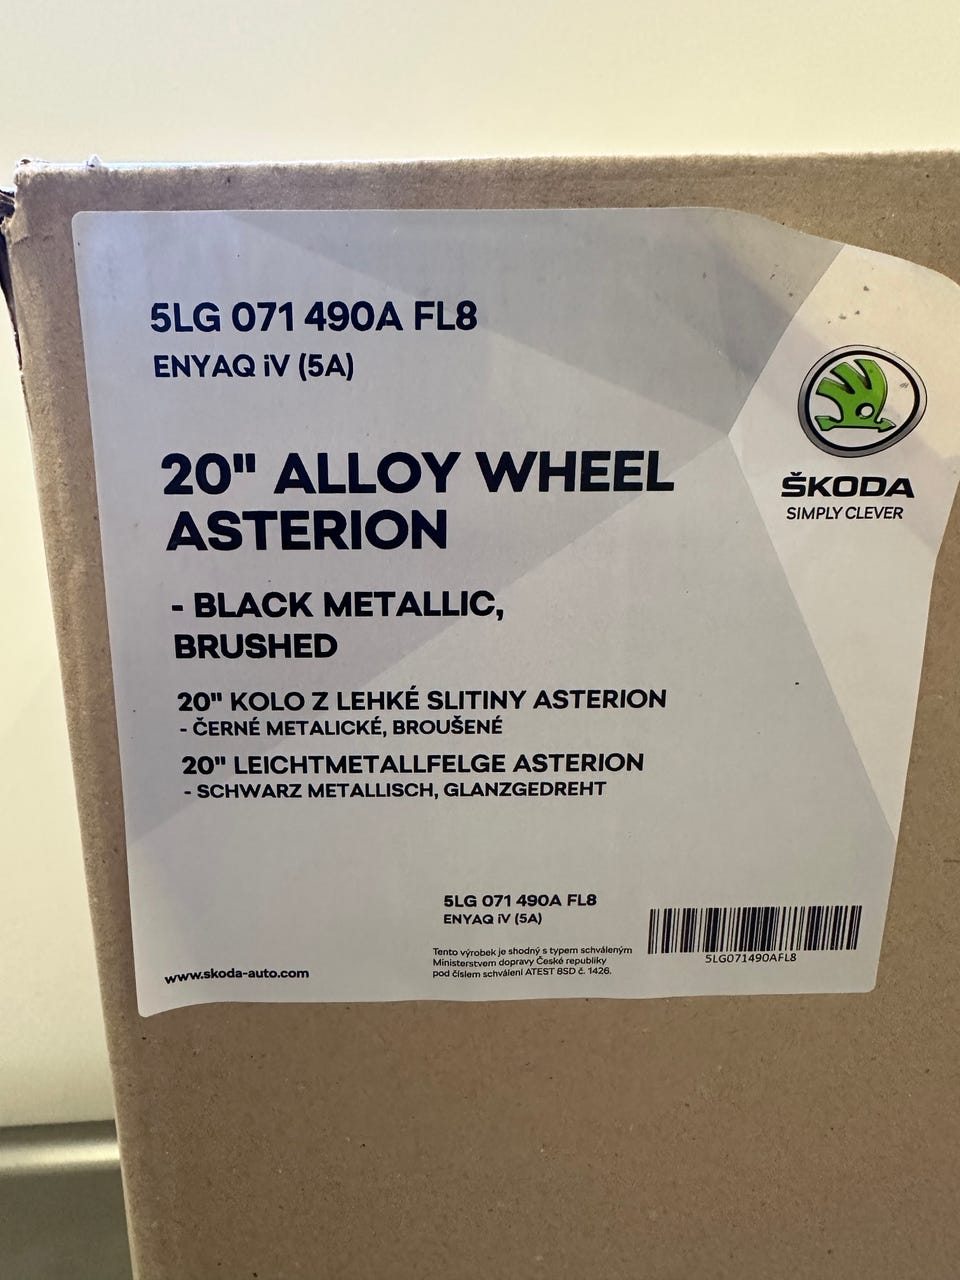 5LG 071 490A FL8
ENYAQ iV (5A)
20" ALLOY WHEEL
ASTERION
- BLACK METALLIC,
BRUSHED
20" KOLO Z LEHKÉ SLITINY ASTERION
- ČERNÉ METALICKÉ, BROUŠENÉ
20" LEICHTMETALLFELGE ASTERION
- SCHWARZ METALLISCH, GLANZGEDREHT
ŠKODA
SIMPLY CLEVER
5LG 071 490A FL8
ENYAQ iV (5A)
Tento výrobek je shodný s typem schváleným
Ministerstvem dopravy České republiky
pod číslem schválení ATEST 8SD č. 1426.
5LG071490AFL8
www.skoda-auto.com